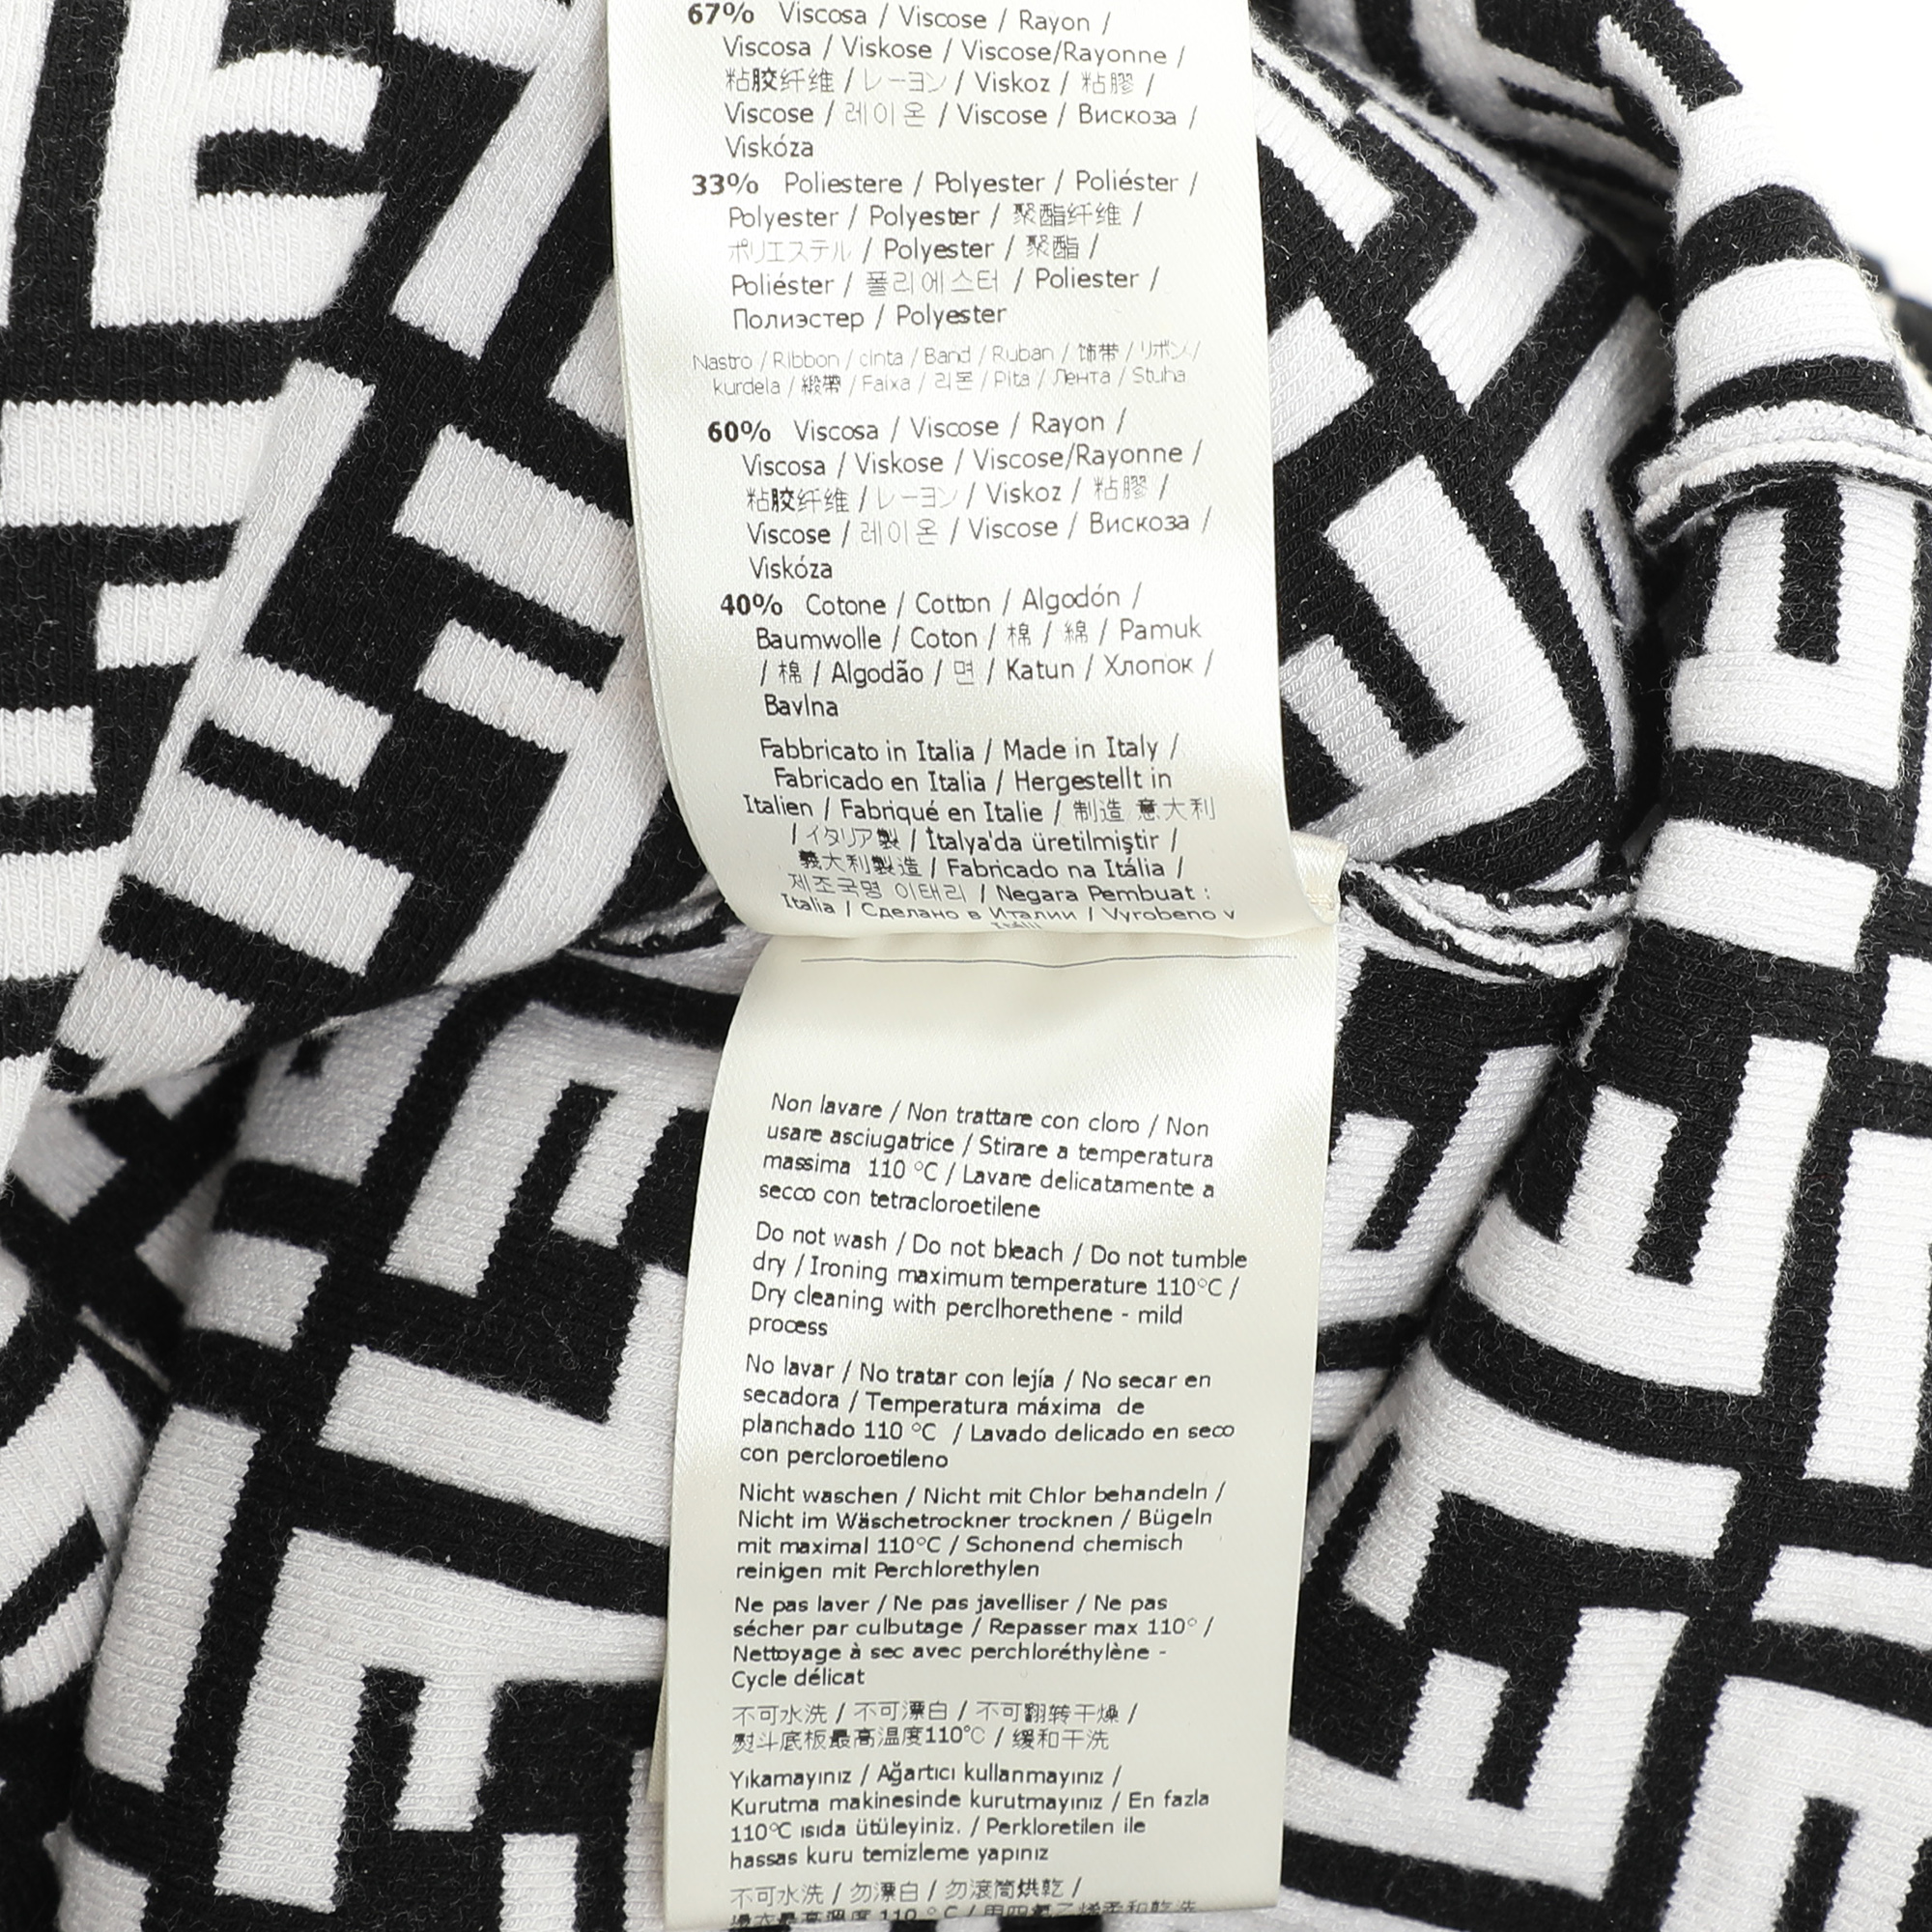 67% Viscosa / Viscose / Rayon /
Viscosa / Viskose / Viscose/Rayonne /
粘胶纤维 / レーヨン / Viskoz / 粘膠 /
Viscose / 레이온 / Viscose / Вискоза /
Viskóza
33% Poliestere / Polyester / Poliéster /
Polyester / Polyester / 聚酯纤维 /
ポリエステル / Polyester / 聚酯 /
Poliéster / 폴리에스터 / Poliester /
Полиэстер / Polyester
Nastro / Ribbon / cinta / Band / Ruban / 饰带 / リボン /
kurdela / 緞帶 / Faixa / 리본 / Pita / Лента / Stuha
60% Viscosa / Viscose / Rayon /
Viscosa / Viskose / Viscose/Rayonne /
粘胶纤维 / レーヨン / Viskoz / 粘膠 /
Viscose / 레이온 / Viscose / Вискоза /
Viskóza
40% Cotone / Cotton / Algodón /
Baumwolle / Coton / 棉 / 綿 / Pamuk
/ 棉 / Algodão / 면 / Katun / Хлопок /
Bavlna
Fabbricato in Italia / Made in Italy /
Fabricado en Italia / Hergestellt in
Italien / Fabriqué en Italie / 制造 意大利
/ イタリア製 / İtalya'da üretilmiştir /
義大利製造 / Fabricado na Itália /
제조국명 이태리 / Negara Pembuat :
Italia / Сделано в Италии / Vyrobeno v
Itálii
Non lavare / Non trattare con cloro / Non
usare asciugatrice / Stirare a temperatura
massima 110 °C / Lavare delicatamente a
secco con tetracloroetilene
Do not wash / Do not bleach / Do not tumble
dry / Ironing maximum temperature 110°C /
Dry cleaning with perclhorethene - mild
process
No lavar / No tratar con lejía / No secar en
secadora / Temperatura máxima de
planchado 110 °C / Lavado delicado en seco
con percloroetileno
Nicht waschen / Nicht mit Chlor behandeln /
Nicht im Wäschetrockner trocknen / Bügeln
mit maximal 110°C / Schonend chemisch
reinigen mit Perchlorethylen
Ne pas laver / Ne pas javelliser / Ne pas
sécher par culbutage / Repasser max 110° /
Nettoyage à sec avec perchloréthylène -
Cycle délicat
不可水洗 / 不可漂白 / 不可翻转干燥 /
熨斗底板最高温度110℃ / 缓和干洗
Yıkamayınız / Ağartıcı kullanmayınız /
Kurutma makinesinde kurutmayınız / En fazla
110°C ısıda ütüleyiniz. / Perkloretilen ile
hassas kuru temizleme yapınız
不可水洗 / 勿漂白 / 勿滾筒烘乾 /
最高溫度 110 °C / 用四氯乙烯柔和乾洗